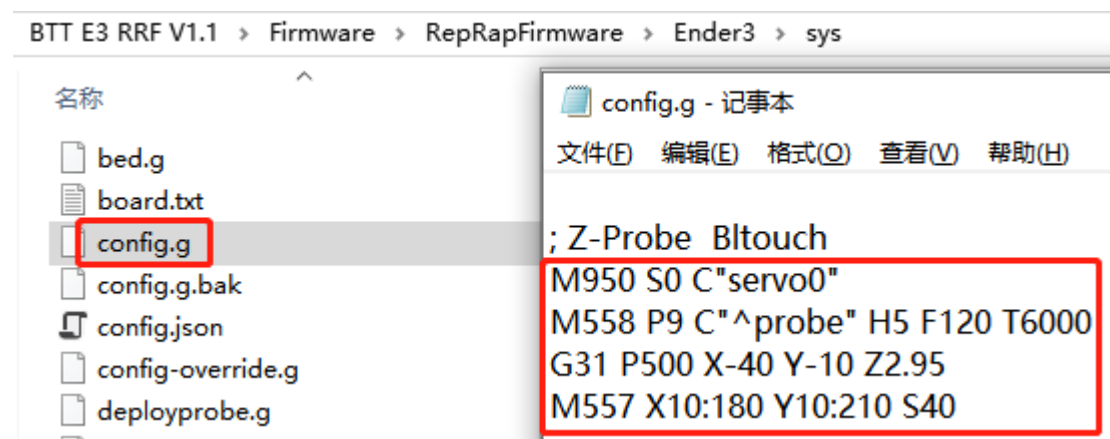 BTT E3 RRF V1.1 > Firmware > RepRapFirmware > Ender3 > sys
名称
bed.g
board.txt
config.g
config.g.bak
config.json
config-override.g
deployprobe.g
config.g - 记事本
文件(F) 编辑(E) 格式(O) 查看(V) 帮助(H)
; Z-Probe Bltouch
M950 S0 C"servo0"
M558 P9 C"^probe" H5 F120 T6000
G31 P500 X-40 Y-10 Z2.95
M557 X10:180 Y10:210 S40